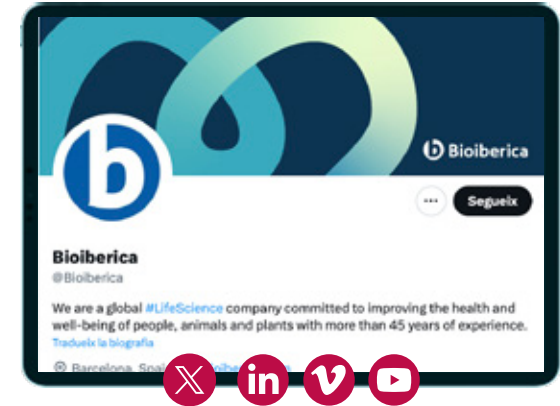 b Bioiberica
b
Segueix
Bioiberica
@Bioiberica
We are a global #LifeScience company committed to improving the health and
well-being of people, animals and plants with more than 45 years of experience.
Tradueix la biografia
Barcelona,
X in v